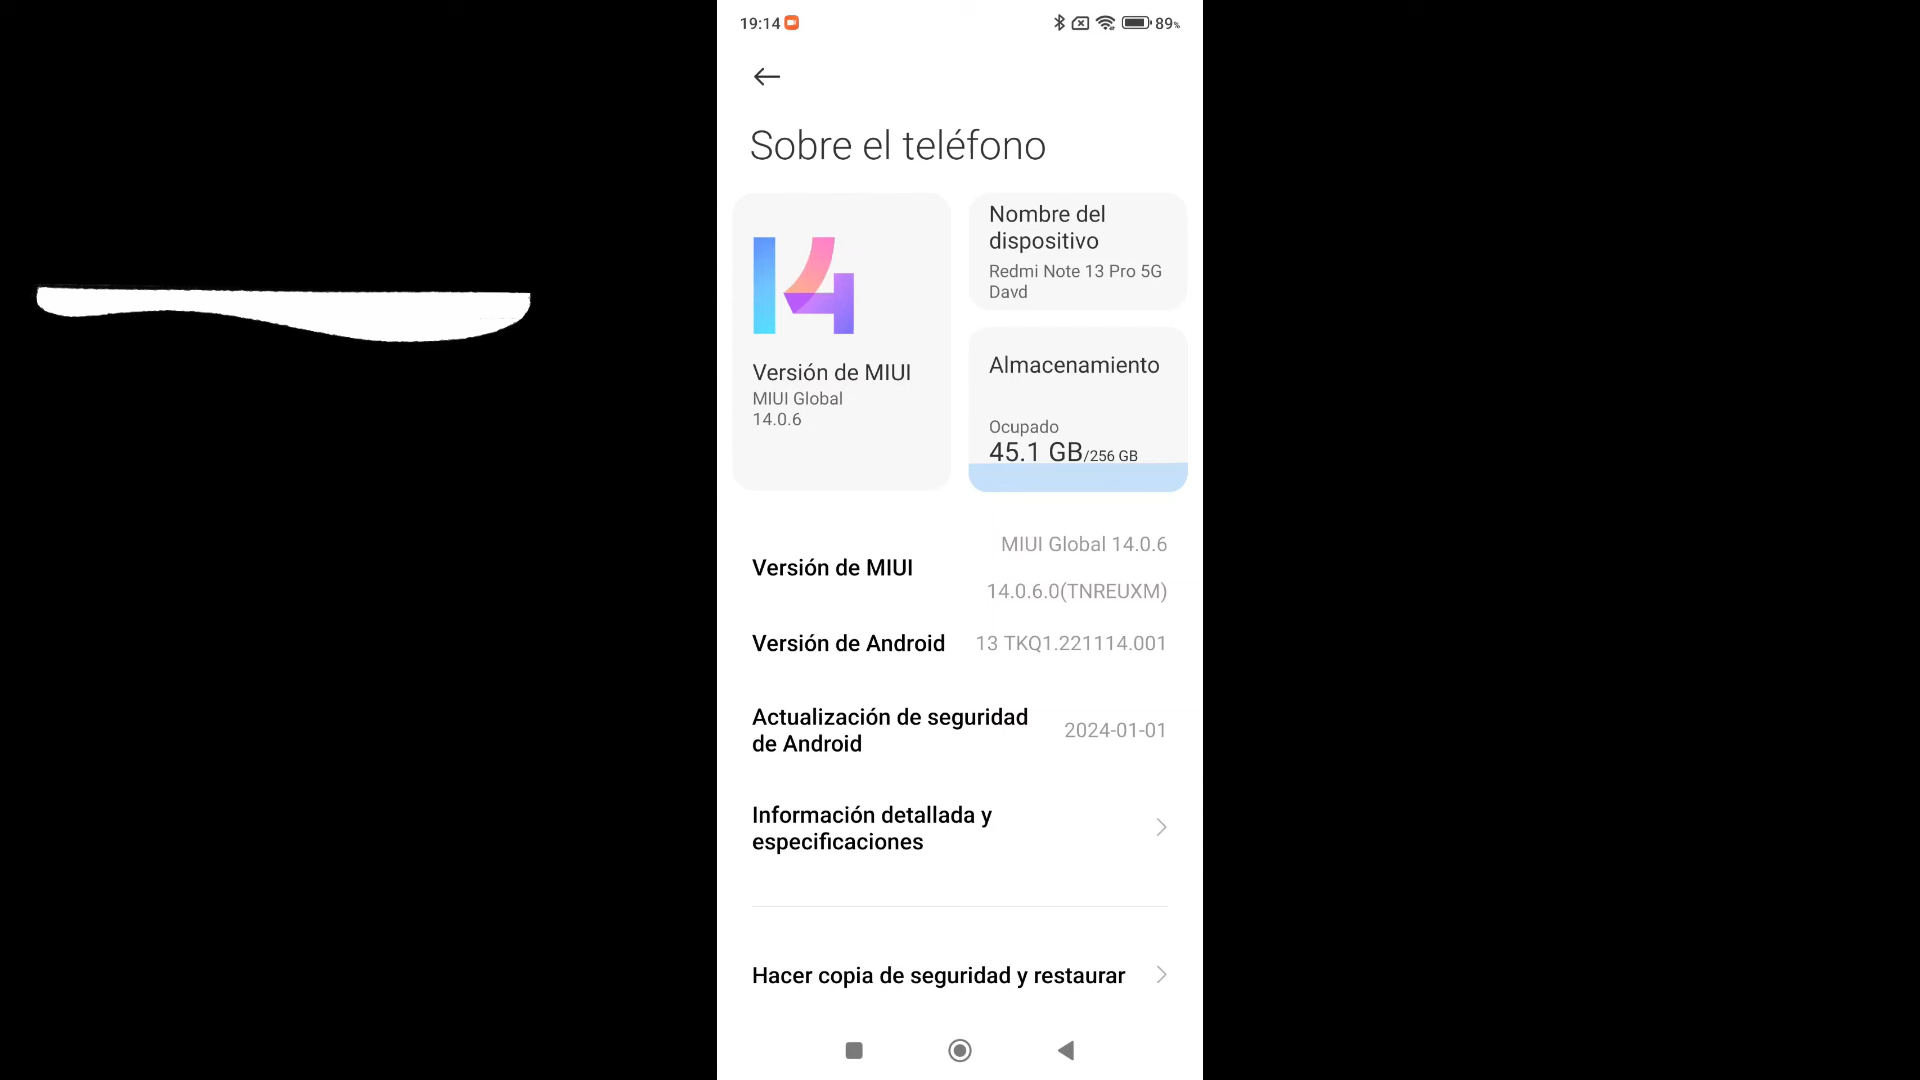 19:14
89%
Sobre el teléfono
14
Versión de MIUI
MIUI Global
14.0.6
Nombre del
dispositivo
Redmi Note 13 Pro 5G
Davd
Almacenamiento
Ocupado
45.1 GB/256 GB
Versión de MIUI
MIUI Global 14.0.6
14.0.6.0(TNREUXM)
Versión de Android
13 TKQ1.221114.001
Actualización de seguridad
de Android
2024-01-01
Información detallada y
especificaciones
Hacer copia de seguridad y restaurar